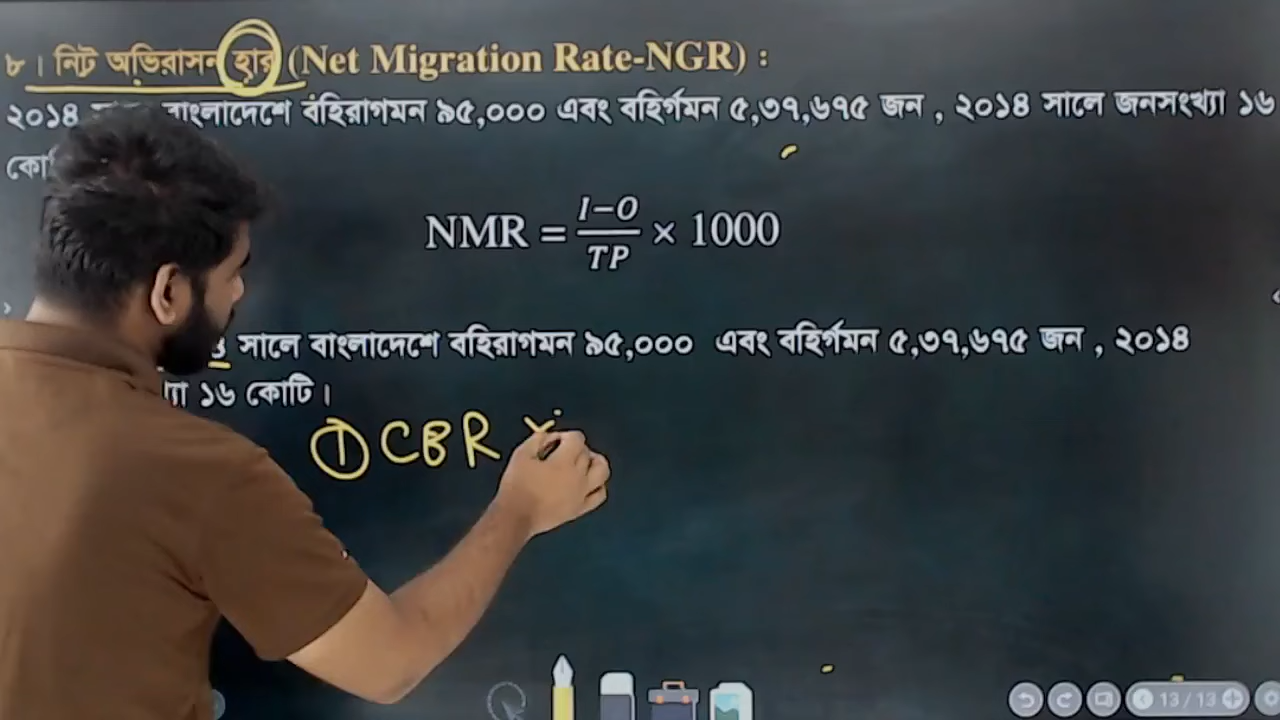 ৮। নিট অভিরাসন হার (Net Migration Rate-NGR) :
২০১৪ বাংলাদেশে বহিরাগমন ৯৫,০০০ এবং বহির্গমন ৫,৩৭,৬৭৫ জন , ২০১৪ সালে জনসংখ্যা ১৬
NMR = I-O/TP × 1000
সালে বাংলাদেশে বহিরাগমন ৯৫,০০০ এবং বহির্গমন ৫,৩৭,৬৭৫ জন , ২০১৪
১৬ কোটি।
① CBR
13 / 13